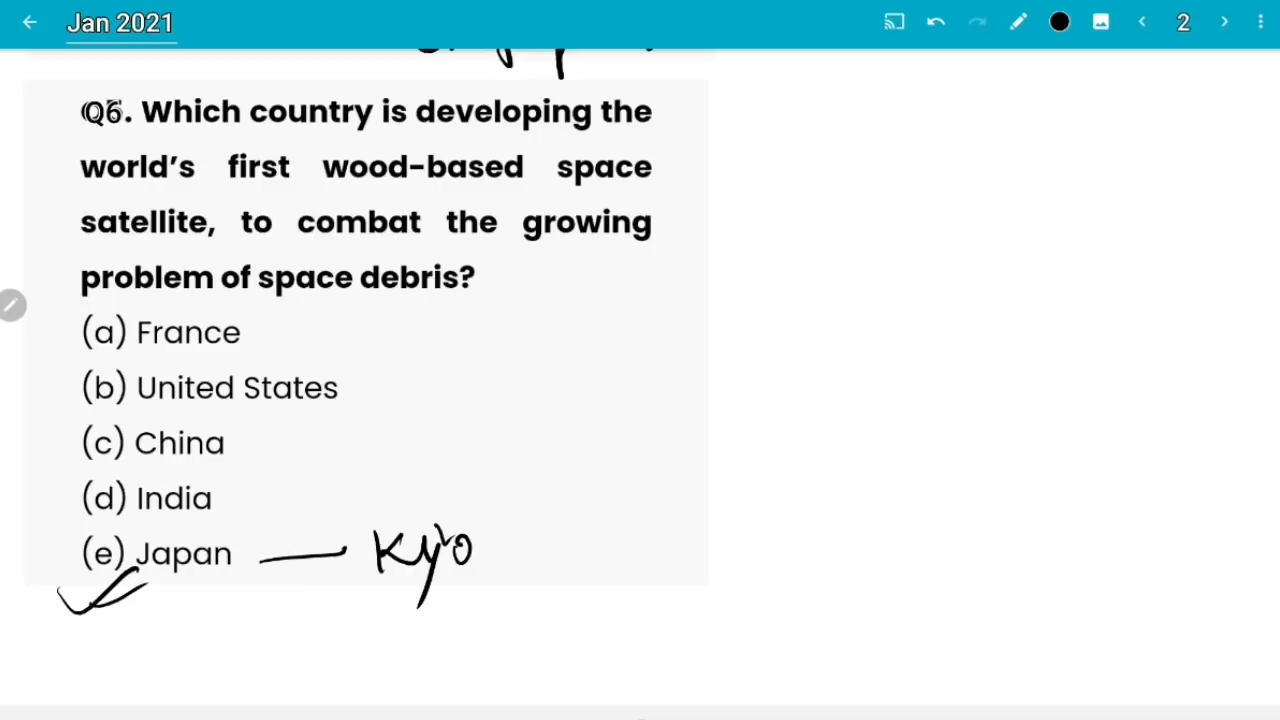 Jan 2021
2
Q6. Which country is developing the
world's first wood-based space
satellite, to combat the growing
problem of space debris?
(a) France
(b) United States
(c) China
(d) India
(e) Japan — Kyo